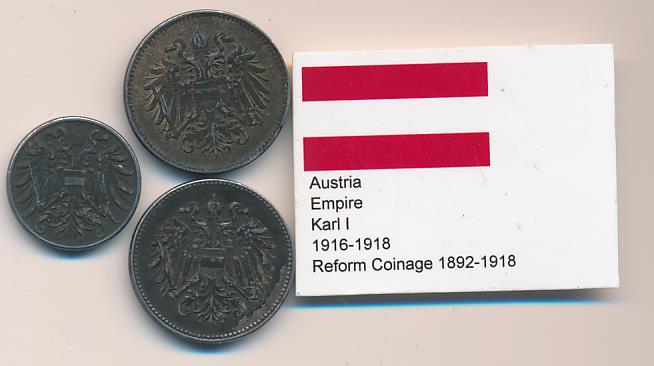 Austria
Empire
Karl I
1916-1918
Reform Coinage 1892-1918